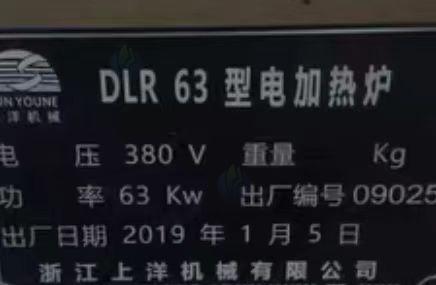 DLR 63 型电加热炉
UN YOUNE
上洋机械
电 压 380 V 重量 Kg
功 率 63 Kw 出厂编号 09025
出厂日期 2019 年 1 月 5 日
浙江上洋机械有限公司